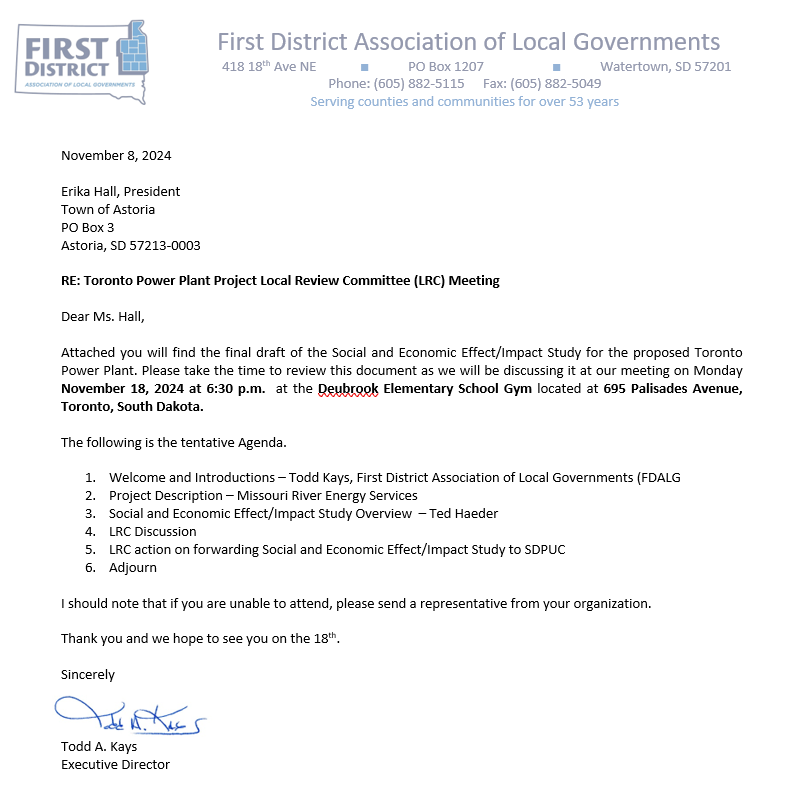 FIRST
DISTRICT
ASSOCIATION OF LOCAL GOVERNMENTS
First District Association of Local Governments
418 18th Ave NE ■ PO Box 1207 ■ Watertown, SD 57201
Phone: (605) 882-5115 Fax: (605) 882-5049
Serving counties and communities for over 53 years
November 8, 2024
Erika Hall, President
Town of Astoria
PO Box 3
Astoria, SD 57213-0003
RE: Toronto Power Plant Project Local Review Committee (LRC) Meeting
Dear Ms. Hall,
Attached you will find the final draft of the Social and Economic Effect/Impact Study for the proposed Toronto
Power Plant. Please take the time to review this document as we will be discussing it at our meeting on Monday
November 18, 2024 at 6:30 p.m. at the Deubrook Elementary School Gym located at 695 Palisades Avenue,
Toronto, South Dakota.
The following is the tentative Agenda.
1. Welcome and Introductions – Todd Kays, First District Association of Local Governments (FDALG
2. Project Description – Missouri River Energy Services
3. Social and Economic Effect/Impact Study Overview – Ted Haeder
4. LRC Discussion
5. LRC action on forwarding Social and Economic Effect/Impact Study to SDPUC
6. Adjourn
I should note that if you are unable to attend, please send a representative from your organization.
Thank you and we hope to see you on the 18th.
Sincerely
Todd A. Kays
Todd A. Kays
Executive Director